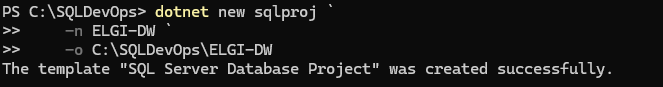 PS C:\SQLDevOps> dotnet new sqlproj `
>>     -n ELGI-DW `
>>     -o C:\SQLDevOps\ELGI-DW
The template "SQL Server Database Project" was created successfully.